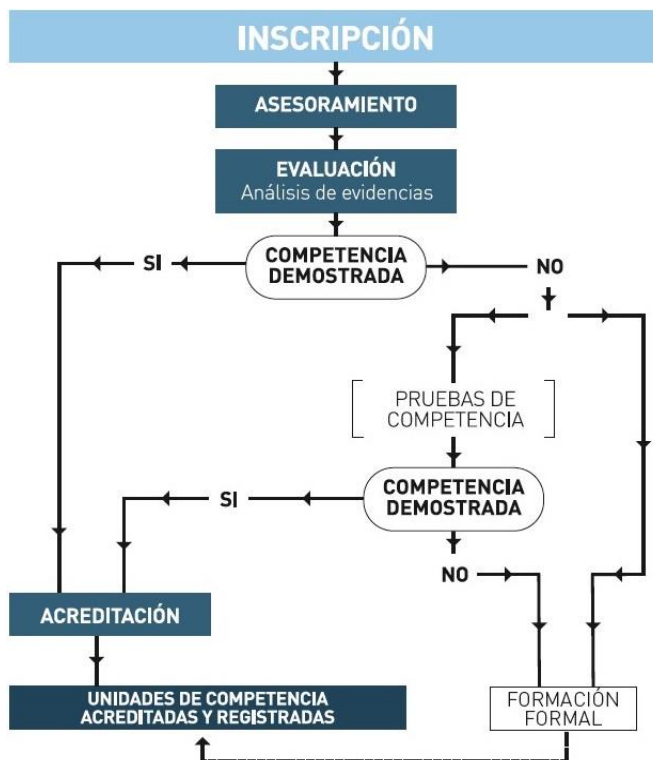 INSCRIPCIÓN
ASESORAMIENTO
EVALUACIÓN
Análisis de evidencias
COMPETENCIA
DEMOSTRADA
SI
NO
PRUEBAS DE
COMPETENCIA
COMPETENCIA
DEMOSTRADA
SI
NO
ACREDITACIÓN
UNIDADES DE COMPETENCIA
ACREDITADAS Y REGISTRADAS
FORMACIÓN
FORMAL